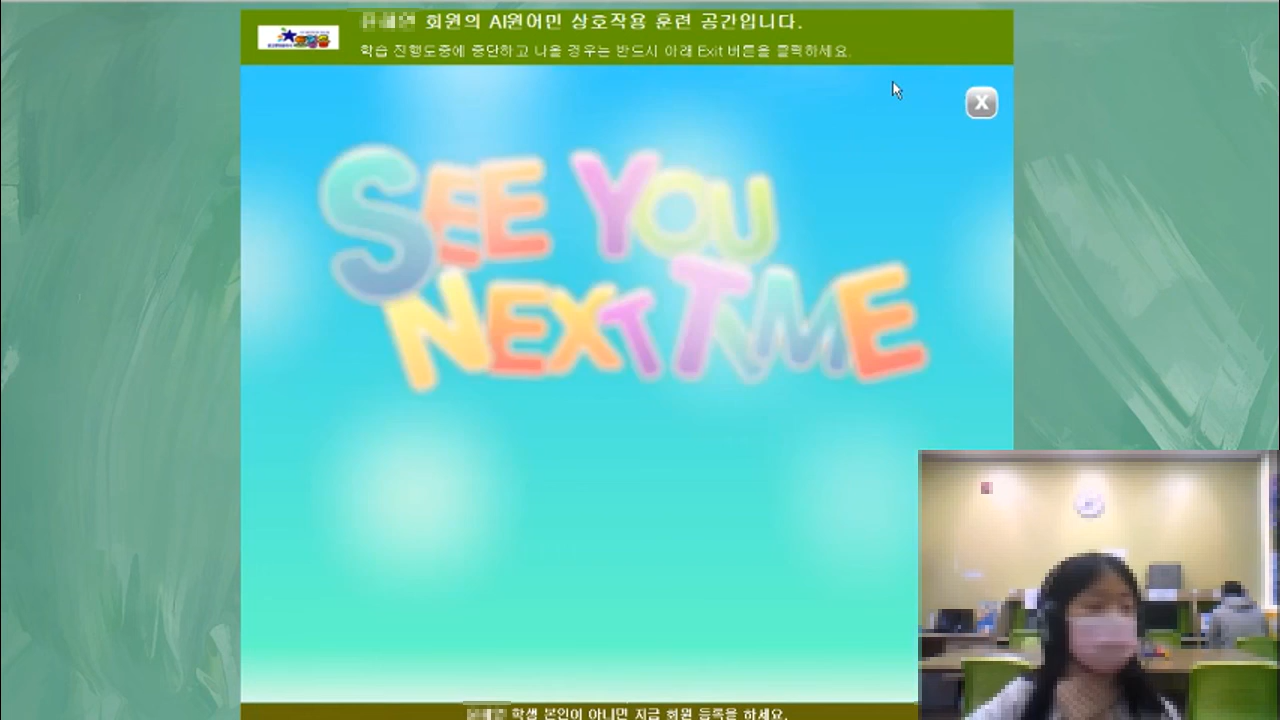 회원의 AI원어민 상호작용 훈련 공간입니다.
학습 진행도중에 중단하고 나올 경우는 반드시 아래 Exit 버튼을 클릭하세요.
X
SEE YOU
NEXT TIME
학생 본인이 아니면 지금 회원 등록을 하세요.